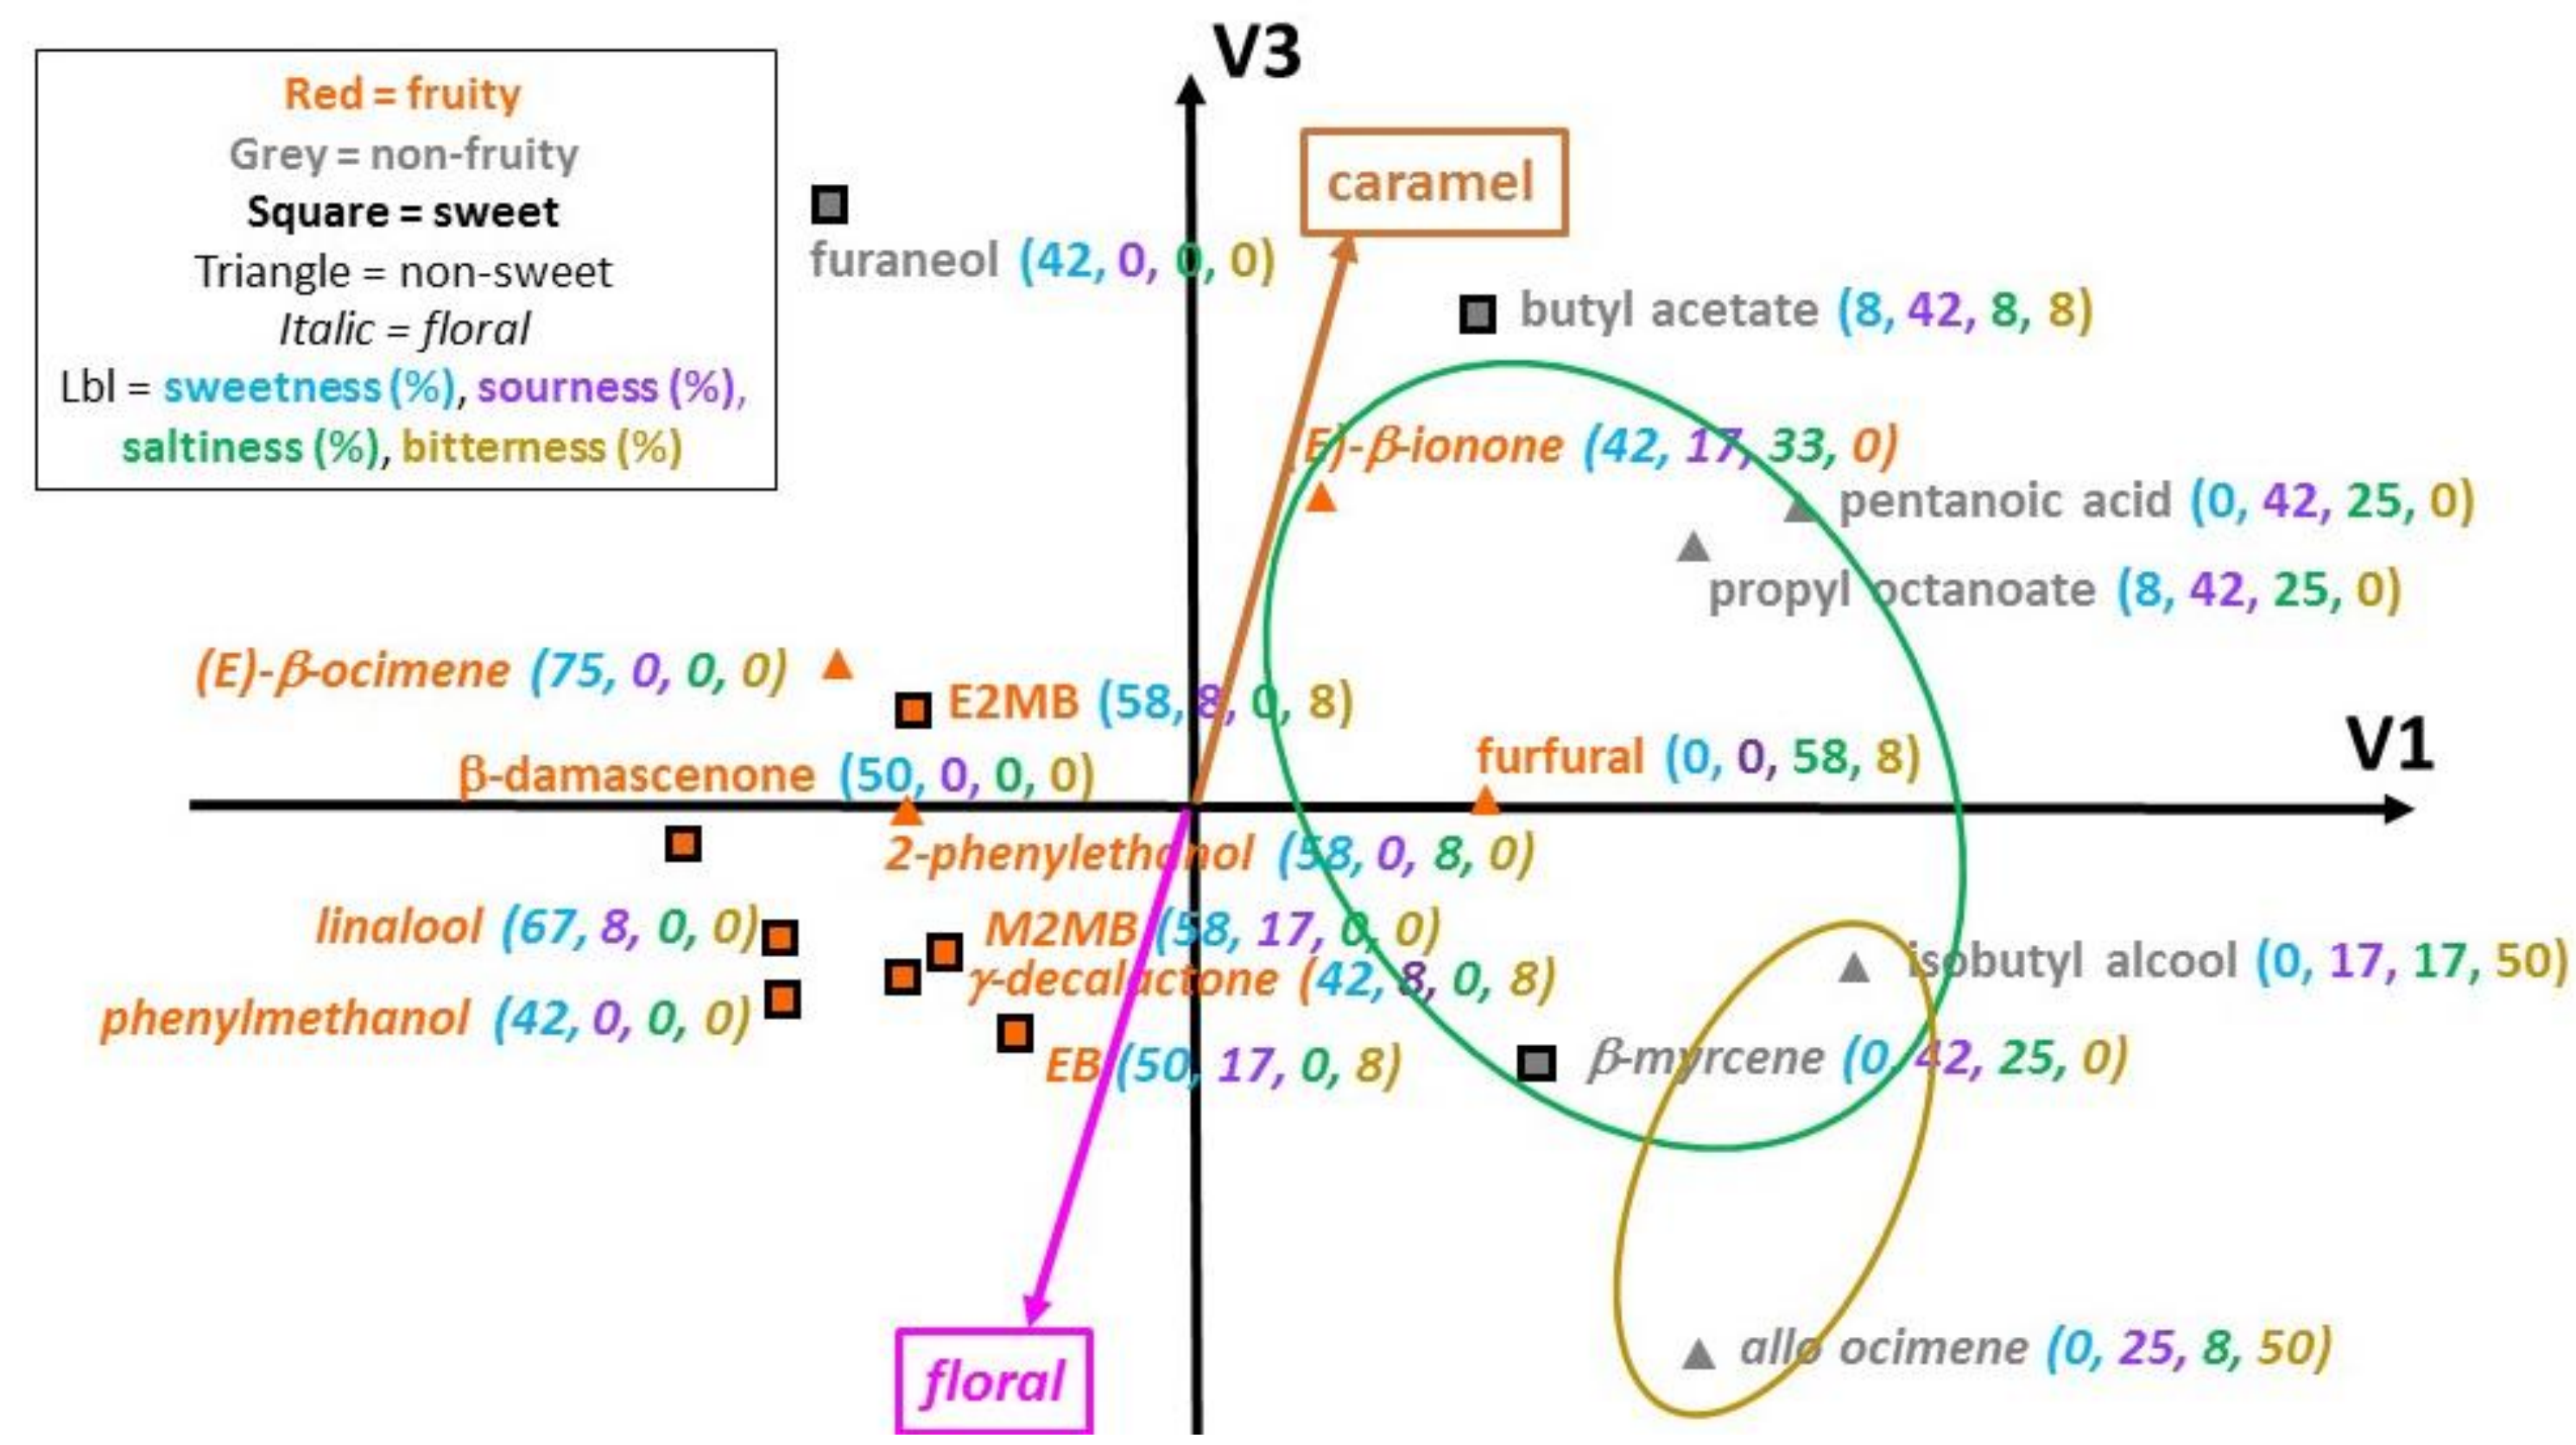 V3
Red = fruity
Grey = non-fruity
Square = sweet
Triangle = non-sweet
Italic = floral
Lbl = sweetness (%), sourness (%),
saltiness (%), bitterness (%)
caramel
furaneol (42, 0, 0, 0)
butyl acetate (8, 42, 8, 8)
(E)-β-ionone (42, 17, 33, 0)
pentanoic acid (0, 42, 25, 0)
propyl octanoate (8, 42, 25, 0)
(E)-β-ocimene (75, 0, 0, 0)
E2MB (58, 8, 0, 8)
V1
furfural (0, 0, 58, 8)
β-damascenone (50, 0, 0, 0)
2-phenylethanol (58, 0, 8, 0)
linalool (67, 8, 0, 0)
M2MB (58, 17, 0, 0)
isobutyl alcool (0, 17, 17, 50)
γ-decalactone (42, 8, 0, 8)
phenylmethanol (42, 0, 0, 0)
EB (50, 17, 0, 8)
β-myrcene (0, 42, 25, 0)
allo ocimene (0, 25, 8, 50)
floral